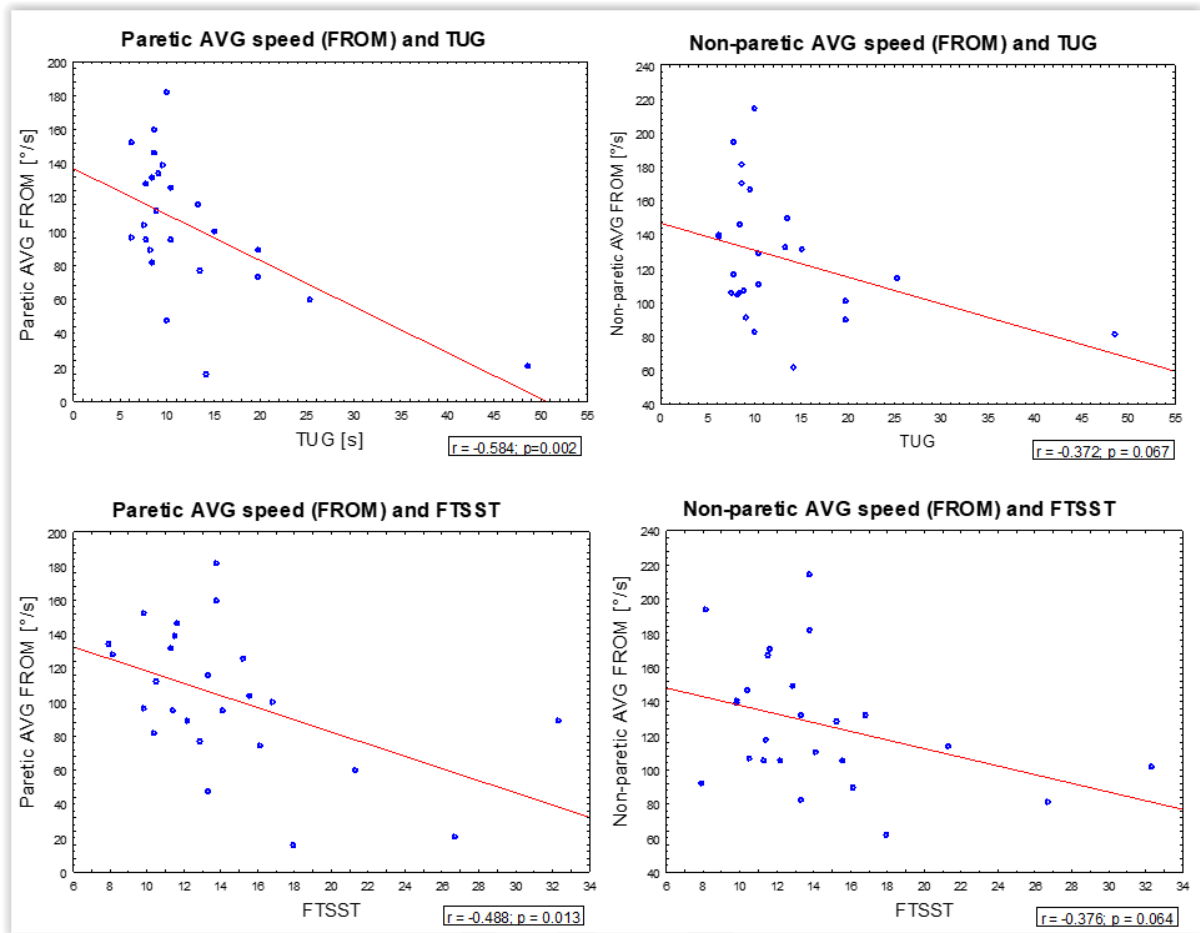 Paretic AVG speed (FROM) and TUG
200
180
160
140
120
100
80
60
40
20
0
Paretic AVG FROM [°/s]
0 5 10 15 20 25 30 35 40 45 50 55
TUG [s]
r = -0.584; p=0.002
Non-paretic AVG speed (FROM) and TUG
240
220
200
180
160
140
120
100
80
60
40
Non-paretic AVG FROM [°/s]
0 5 10 15 20 25 30 35 40 45 50 55
TUG
r = -0.372; p = 0.067
Paretic AVG speed (FROM) and FTSST
200
180
160
140
120
100
80
60
40
20
0
Paretic AVG FROM [°/s]
6 8 10 12 14 16 18 20 22 24 26 28 30 32 34
FTSST
r = -0.488; p = 0.013
Non-paretic AVG speed (FROM) and FTSST
240
220
200
180
160
140
120
100
80
60
40
Non-paretic AVG FROM [°/s]
6 8 10 12 14 16 18 20 22 24 26 28 30 32 34
FTSST
r = -0.376; p = 0.064